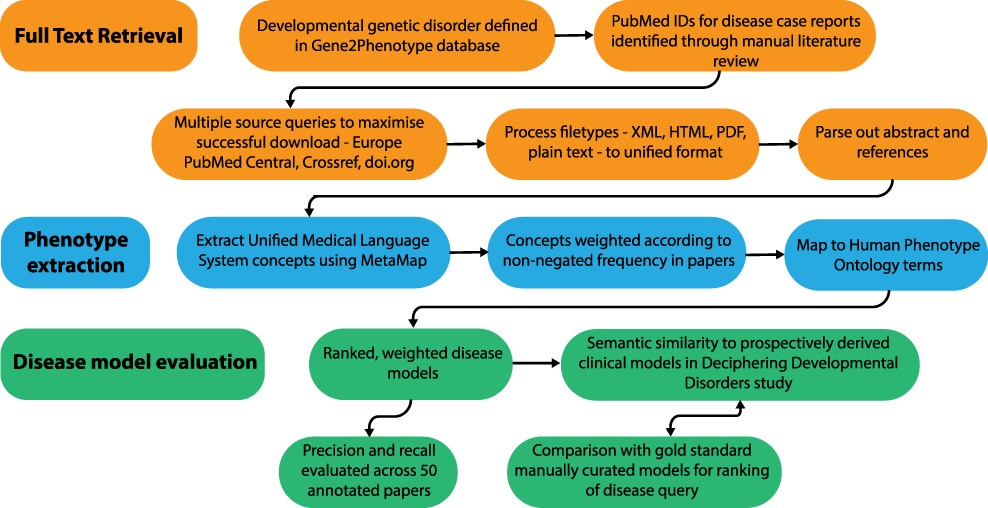 Full Text Retrieval
Developmental genetic disorder defined
in Gene2Phenotype database
PubMed IDs for disease case reports
identified through manual literature
review
Multiple source queries to maximise
successful download - Europe
PubMed Central, Crossref, doi.org
Process filetypes - XML, HTML, PDF,
plain text - to unified format
Parse out abstract and
references
Phenotype
extraction
Extract Unified Medical Language
System concepts using MetaMap
Concepts weighted according to
non-negated frequency in papers
Map to Human Phenotype
Ontology terms
Disease model evaluation
Ranked, weighted disease
models
Semantic similarity to prospectively derived
clinical models in Deciphering Developmental
Disorders study
Precision and recall
evaluated across 50
annotated papers
Comparison with gold standard
manually curated models for ranking
of disease query